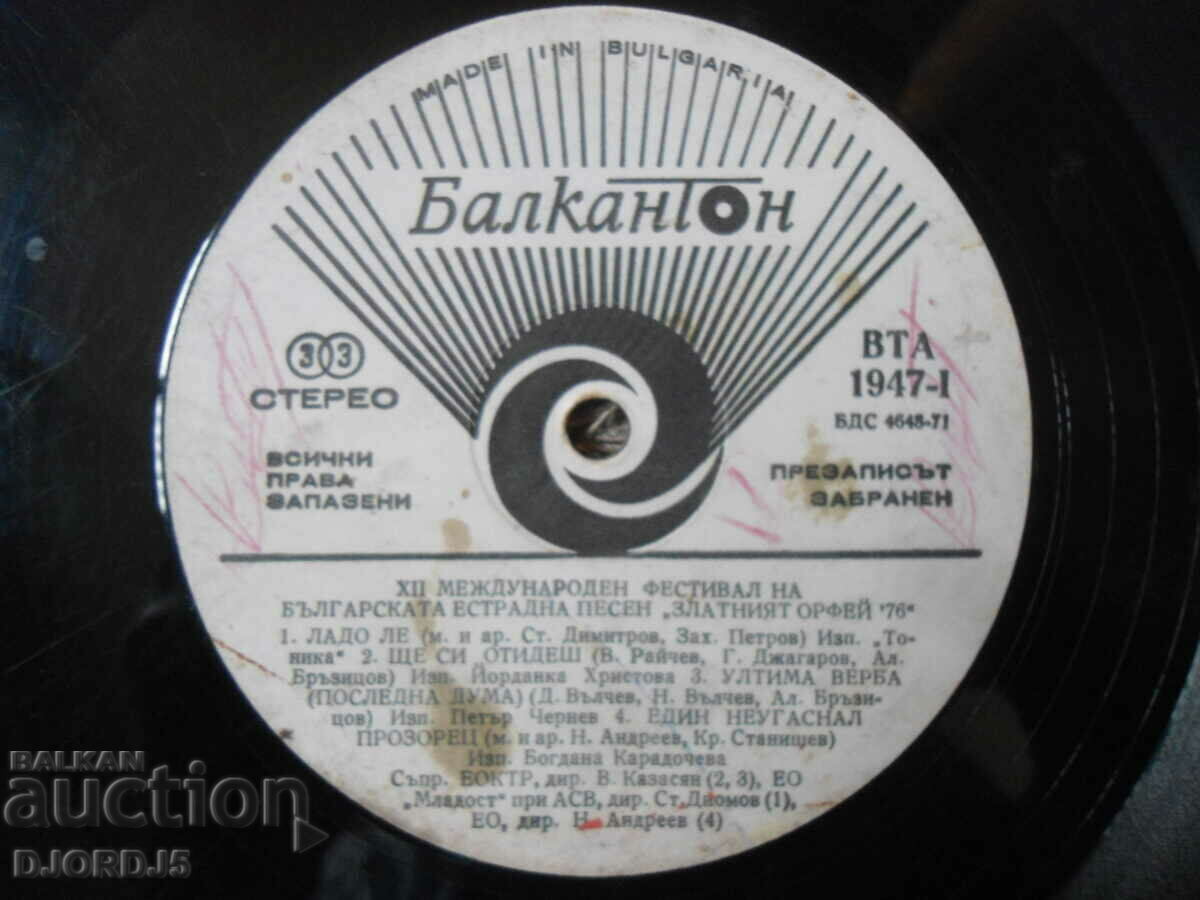 MADE IN BULGARIA
Балкантон
33
СТЕРЕО
ВСИЧКИ
ПРАВА
ЗАПАЗЕНИ
ВТА
1947-I
БДС 4648-71
ПРЕЗАПИСЪТ
ЗАБРАНЕН
XII МЕЖДУНАРОДЕН ФЕСТИВАЛ НА
БЪЛГАРСКАТА ЕСТРАДНА ПЕСЕН „ЗЛАТНИЯТ ОРФЕЙ '76“
1. ЛАДО ЛЕ (м. и ар. Ст. Димитров, Зах. Петров) Изп. „То-
ника“ 2. ЩЕ СИ ОТИДЕШ (В. Райчев, Г. Джагаров, Ал.
Бръзицов) Изп. Йорданка Христова 3. УЛТИМА ВЕРБА
(ПОСЛЕДНА ДУМА) (Д. Вълчев, Н. Вълчев, Ал. Бръзи-
цов) Изп. Петър Чернев 4. ЕДИН НЕУГАСНАЛ
ПРОЗОРЕЦ (м. и ар. Н. Андреев, Кр. Станишев)
Изп. Богдана Карадочева
Съпр. ЕОКТР, дир. В. Казасян (2, 3), ЕО
„Младост“ при АСВ, дир. Ст. Диомов (1),
ЕО, дир. Н. Андреев (4)
BALKAN
auction
DJORDJ5